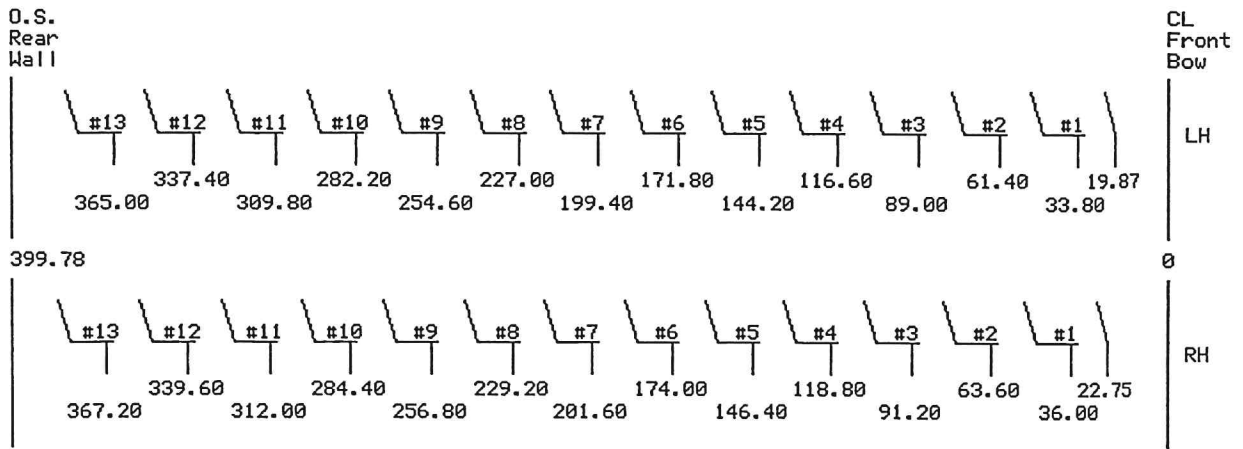 O.S. CL
Rear Front
Wall Bow
#13 #12 #11 #10 #9 #8 #7 #6 #5 #4 #3 #2 #1 LH
337.40 282.20 227.00 171.80 116.60 61.40 19.87
365.00 309.80 254.60 199.40 144.20 89.00 33.80
399.78 0
#13 #12 #11 #10 #9 #8 #7 #6 #5 #4 #3 #2 #1 RH
339.60 284.40 229.20 174.00 118.80 63.60 22.75
367.20 312.00 256.80 201.60 146.40 91.20 36.00